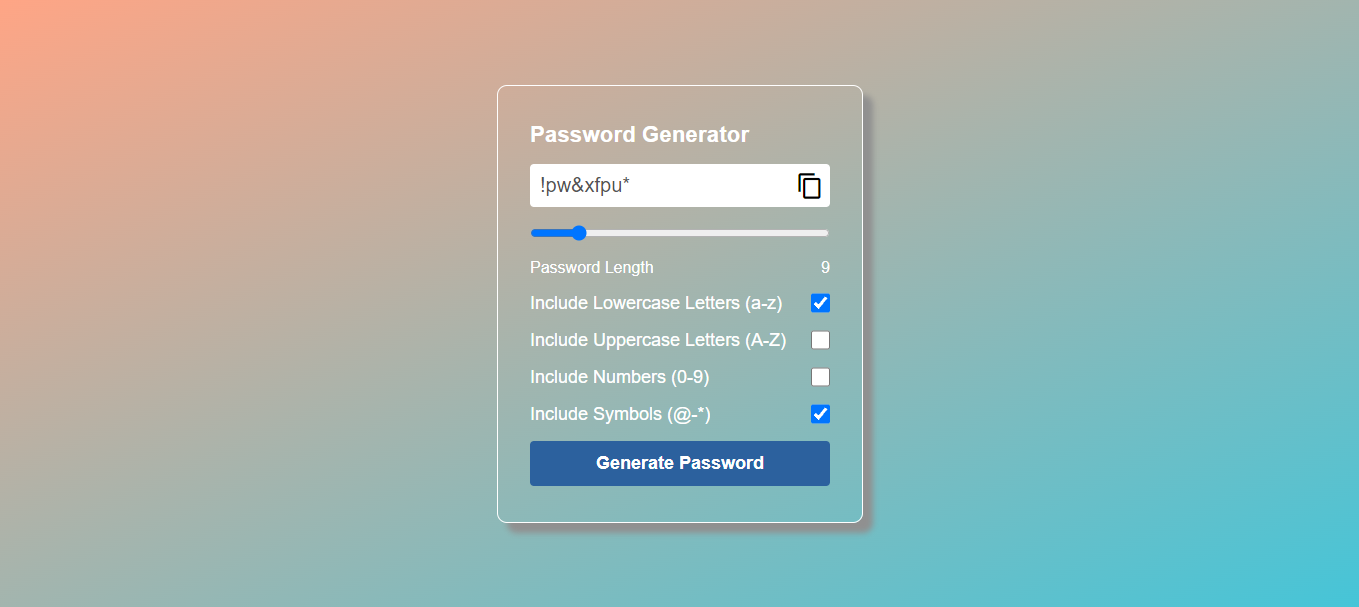 Password Generator
!pw&xfpu*
Password Length 9
Include Lowercase Letters (a-z)
Include Uppercase Letters (A-Z)
Include Numbers (0-9)
Include Symbols (@-*)
Generate Password